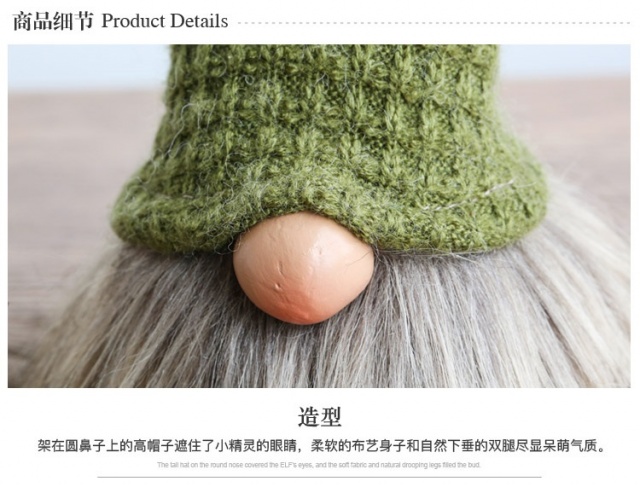 商品细节 Product Details
造型
架在圆鼻子上的高帽子遮住了小精灵的眼睛，柔软的布艺身子和自然下垂的双腿尽显呆萌气质。
The tall hat on the round nose covered the ELF's eyes, and the soft fabric and natural drooping legs filled the bud.